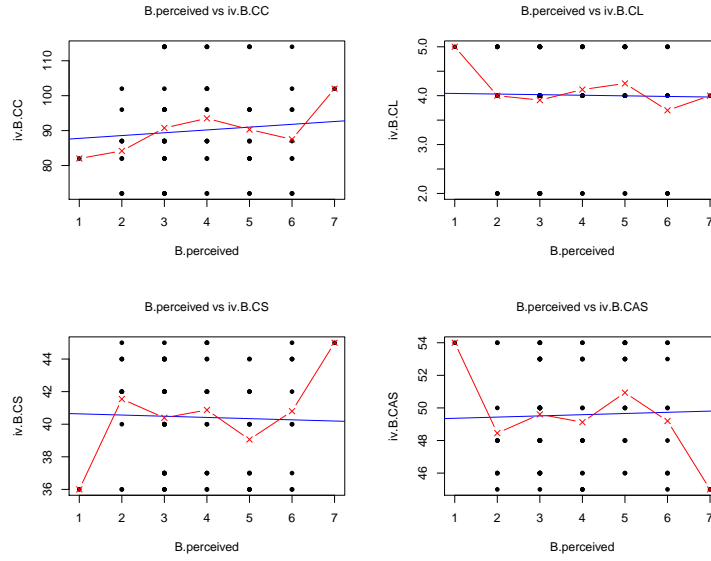 B.perceived vs iv.B.CC
iv.B.CC
80 90 100 110
1 2 3 4 5 6 7
B.perceived
B.perceived vs iv.B.CL
iv.B.CL
2.0 3.0 4.0 5.0
1 2 3 4 5 6 7
B.perceived
B.perceived vs iv.B.CS
iv.B.CS
36 38 40 42 44
1 2 3 4 5 6 7
B.perceived
B.perceived vs iv.B.CAS
iv.B.CAS
46 48 50 52 54
1 2 3 4 5 6 7
B.perceived